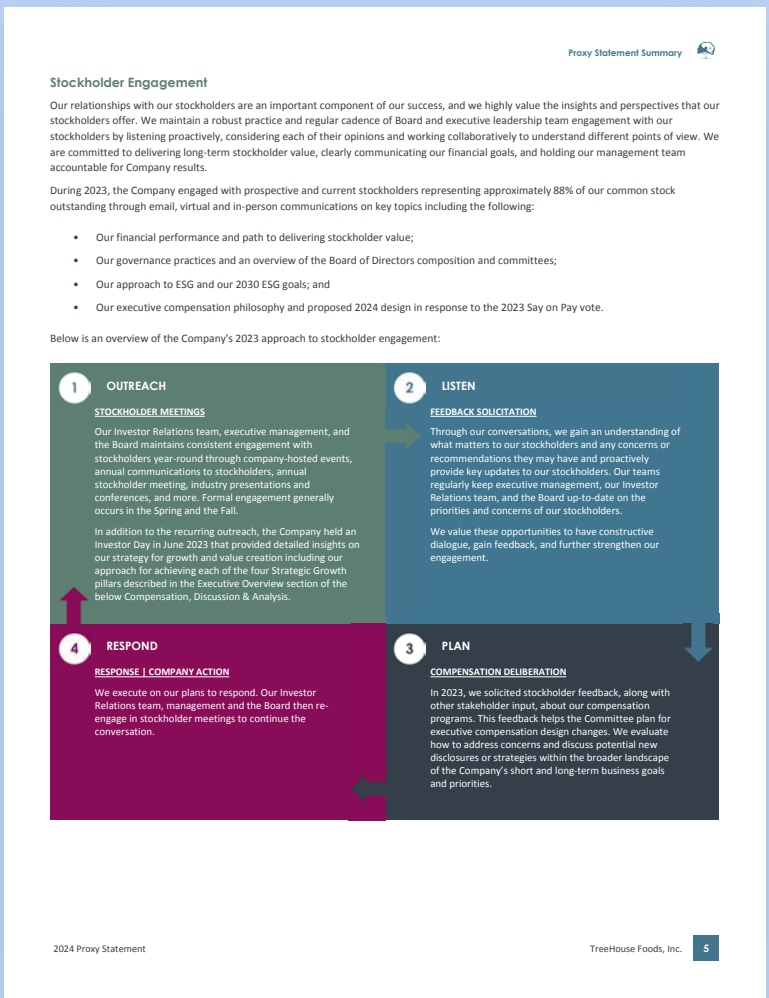 Proxy Statement Summary
Stockholder Engagement
Our relationships with our stockholders are an important component of our success, and we highly value the insights and perspectives that our
stockholders offer. We maintain a robust practice and regular cadence of Board and executive leadership team engagement with our
stockholders by listening proactively, considering each of their opinions and working collaboratively to understand different points of view. We
are committed to delivering long-term stockholder value, clearly communicating our financial goals, and holding our management team
accountable for Company results.
During 2023, the Company engaged with prospective and current stockholders representing approximately 88% of our common stock
outstanding through email, virtual and in-person communications on key topics including the following:
• Our financial performance and path to delivering stockholder value;
• Our governance practices and an overview of the Board of Directors composition and committees;
• Our approach to ESG and our 2030 ESG goals; and
• Our executive compensation philosophy and proposed 2024 design in response to the 2023 Say on Pay vote.
Below is an overview of the Company's 2023 approach to stockholder engagement:
1 OUTREACH
STOCKHOLDER MEETINGS
Our Investor Relations team, executive management, and
the Board maintains consistent engagement with
stockholders year-round through company-hosted events,
annual communications to stockholders, annual
stockholder meeting, industry presentations and
conferences, and more. Formal engagement generally
occurs in the Spring and the Fall.
In addition to the recurring outreach, the Company held an
Investor Day in June 2023 that provided detailed insights on
our strategy for growth and value creation including our
approach for achieving each of the four Strategic Growth
pillars described in the Executive Overview section of the
below Compensation, Discussion & Analysis.
2 LISTEN
FEEDBACK SOLICITATION
Through our conversations, we gain an understanding of
what matters to our stockholders and any concerns or
recommendations they may have and proactively
provide key updates to our stockholders. Our teams
regularly keep executive management, our Investor
Relations team, and the Board up-to-date on the
priorities and concerns of our stockholders.
We value these opportunities to have constructive
dialogue, gain feedback, and further strengthen our
engagement.
4 RESPOND
RESPONSE | COMPANY ACTION
We execute on our plans to respond. Our Investor
Relations team, management and the Board then re-
engage in stockholder meetings to continue the
conversation.
3 PLAN
COMPENSATION DELIBERATION
In 2023, we solicited stockholder feedback, along with
other stakeholder input, about our compensation
programs. This feedback helps the Committee plan for
executive compensation design changes. We evaluate
how to address concerns and discuss potential new
disclosures or strategies within the broader landscape
of the Company's short and long-term business goals
and priorities.
2024 Proxy Statement
TreeHouse Foods, Inc. 5